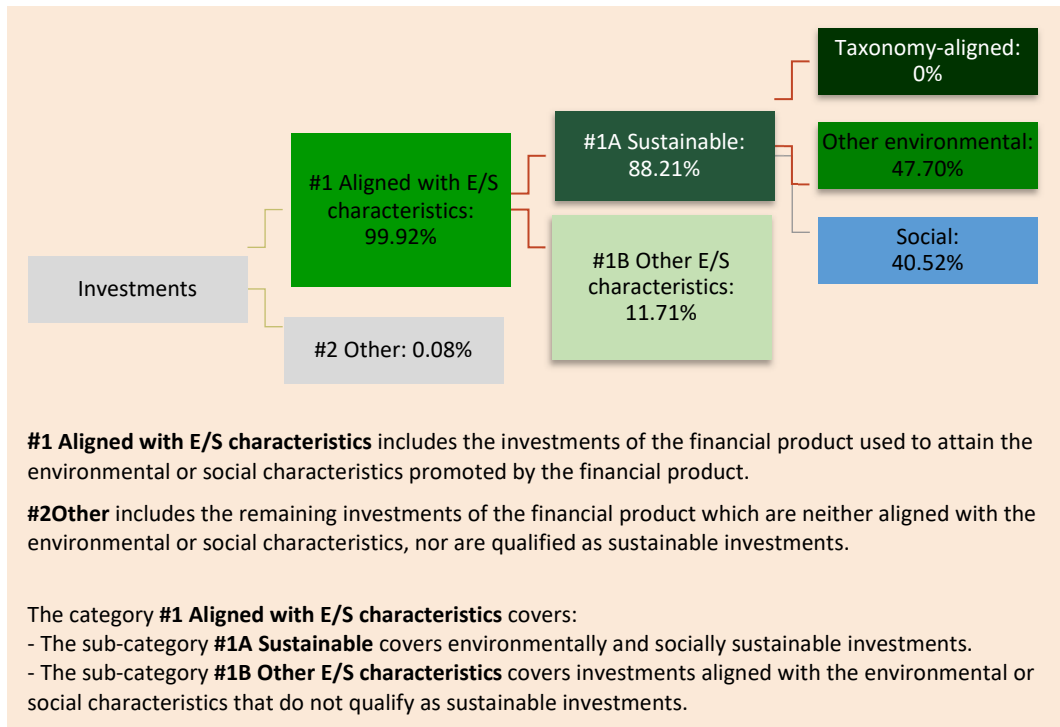 Taxonomy-aligned:
0%
#1A Sustainable:
88.21%
Other environmental:
47.70%
#1 Aligned with E/S
characteristics:
99.92%
Social:
40.52%
#1B Other E/S
characteristics:
11.71%
Investments
#2 Other: 0.08%
#1 Aligned with E/S characteristics includes the investments of the financial product used to attain the
environmental or social characteristics promoted by the financial product.
#2Other includes the remaining investments of the financial product which are neither aligned with the
environmental or social characteristics, nor are qualified as sustainable investments.
The category #1 Aligned with E/S characteristics covers:
- The sub-category #1A Sustainable covers environmentally and socially sustainable investments.
- The sub-category #1B Other E/S characteristics covers investments aligned with the environmental or
social characteristics that do not qualify as sustainable investments.